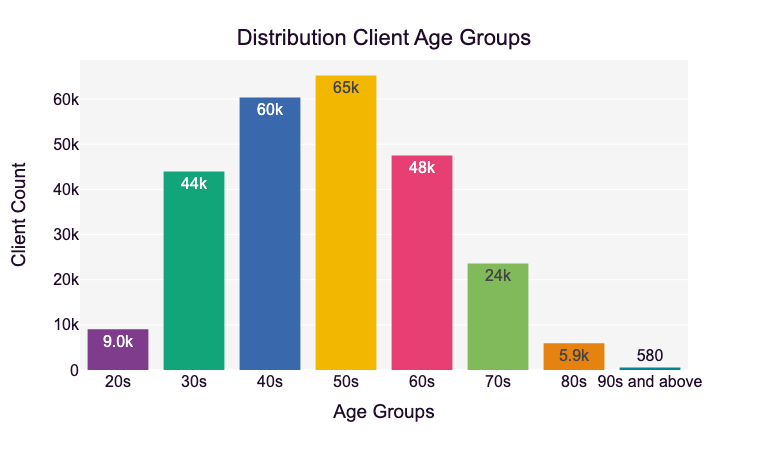 Distribution Client Age Groups
Client Count
60k
50k
40k
30k
20k
10k
0
9.0k
44k
60k
65k
48k
24k
5.9k
580
20s 30s 40s 50s 60s 70s 80s 90s and above
Age Groups